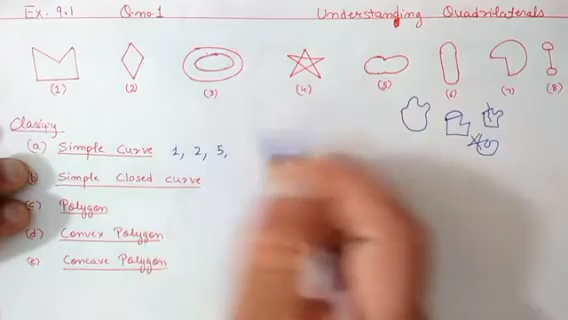 Ex. 9.1 Q.no.1 Understanding Quadrilaterals
(1) (2) (3) (4) (5) (6) (7) (8)
Classify
(a) Simple curve 1, 2, 5,
(b) Simple Closed curve
(c) Polygon
(d) Convex Polygon
(e) Concave Polygon